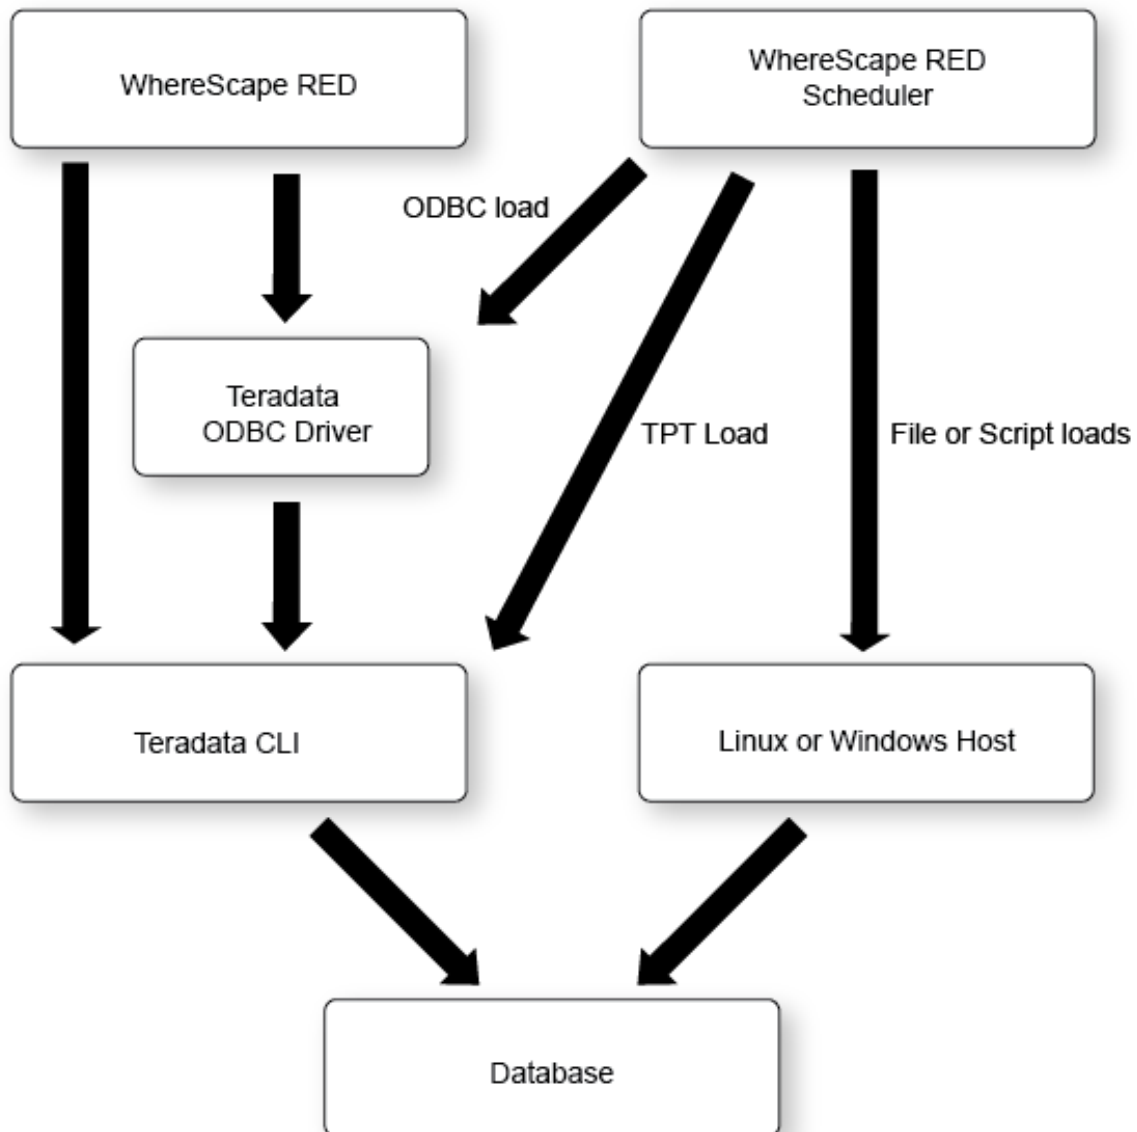 WhereScape RED
WhereScape RED
Scheduler
ODBC load
Teradata
ODBC Driver
TPT Load
File or Script loads
Teradata CLI
Linux or Windows Host
Database